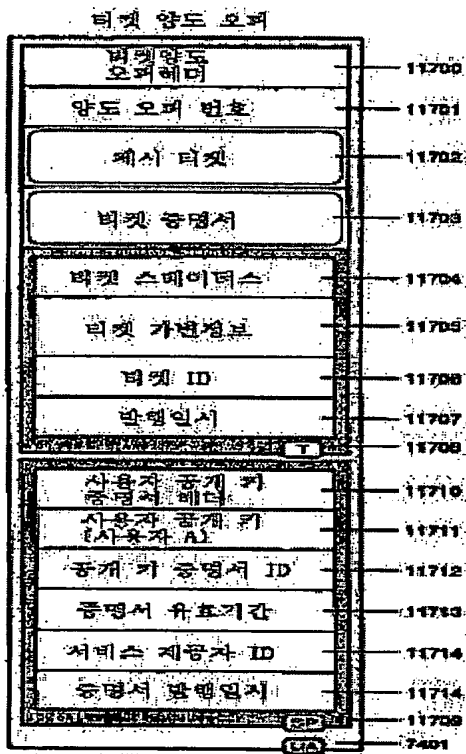 티켓 양도 오퍼
티켓양도
오퍼헤더
11700
양도 오퍼 번호
11701
제시 티켓
11702
티켓 증명서
11703
티켓 스테이터스
11704
티켓 가변정보
11705
티켓 ID
11706
발행일시
11707
T
11708
사용자 공개 키
증명서 헤더
11710
사용자 공개 키
(사용자 A)
11711
공개 키 증명서 ID
11712
증명서 유효기간
11713
서비스 제공자 ID
11714
증명서 발행일시
11714
SP
11709
UA
7401